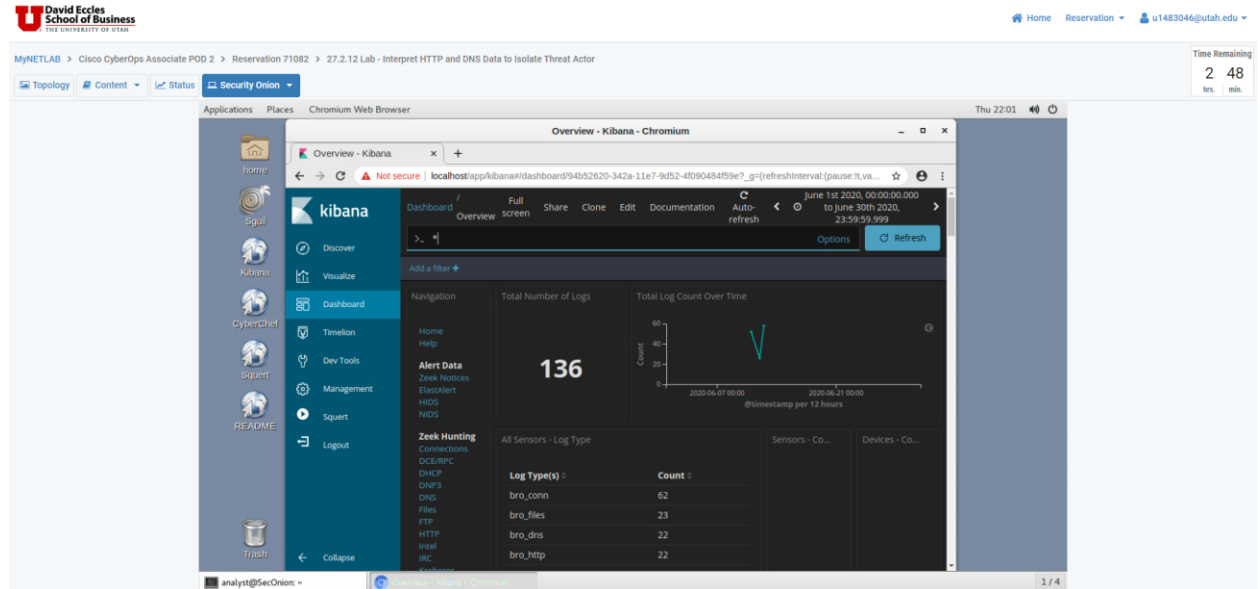 David Eccles
School of Business
THE UNIVERSITY OF UTAH
Home Reservation u1483046@utah.edu
MyNETLAB > Cisco CyberOps Associate POD 2 > Reservation 71082 > 27.2.12 Lab - Interpret HTTP and DNS Data to Isolate Threat Actor
Time Remaining
2 48
hrs. min.
Topology Content Status Security Onion
Applications Places Chromium Web Browser Thu 22:01
Overview - Kibana - Chromium
Overview - Kibana × +
Not secure | localhost/app/kibana#/dashboard/94b52620-342a-11e7-9d52-4f090484f59e?_g=(refreshInterval:(pause:!t,va...
home
Sguil
Kibana
CyberChef
Squert
README
Trash
kibana
Discover
Visualize
Dashboard
Timelion
Dev Tools
Management
Squert
Logout
Collapse
Dashboard / Overview
Full screen
Share Clone Edit Documentation
Auto-refresh
June 1st 2020, 00:00:00.000
to June 30th 2020,
23:59:59.999
>_ *
Options Refresh
Add a filter +
Navigation
Home
Help
Alert Data
Zeek Notices
ElastAlert
HIDS
NIDS
Zeek Hunting
Connections
DCE/RPC
DHCP
DNP3
DNS
Files
FTP
HTTP
Intel
IRC
Kerberos
Total Number of Logs
136
Total Log Count Over Time
Count
60
40
20
0
2020-06-07 00:00 2020-06-21 00:00
@timestamp per 12 hours
All Sensors - Log Type
Log Type(s) Count
bro_conn 62
bro_files 23
bro_dns 22
bro_http 22
Sensors - Co...
Devices - Co...
analyst@SecOnion: ~
Overview - Kibana - Chromium
1 / 4